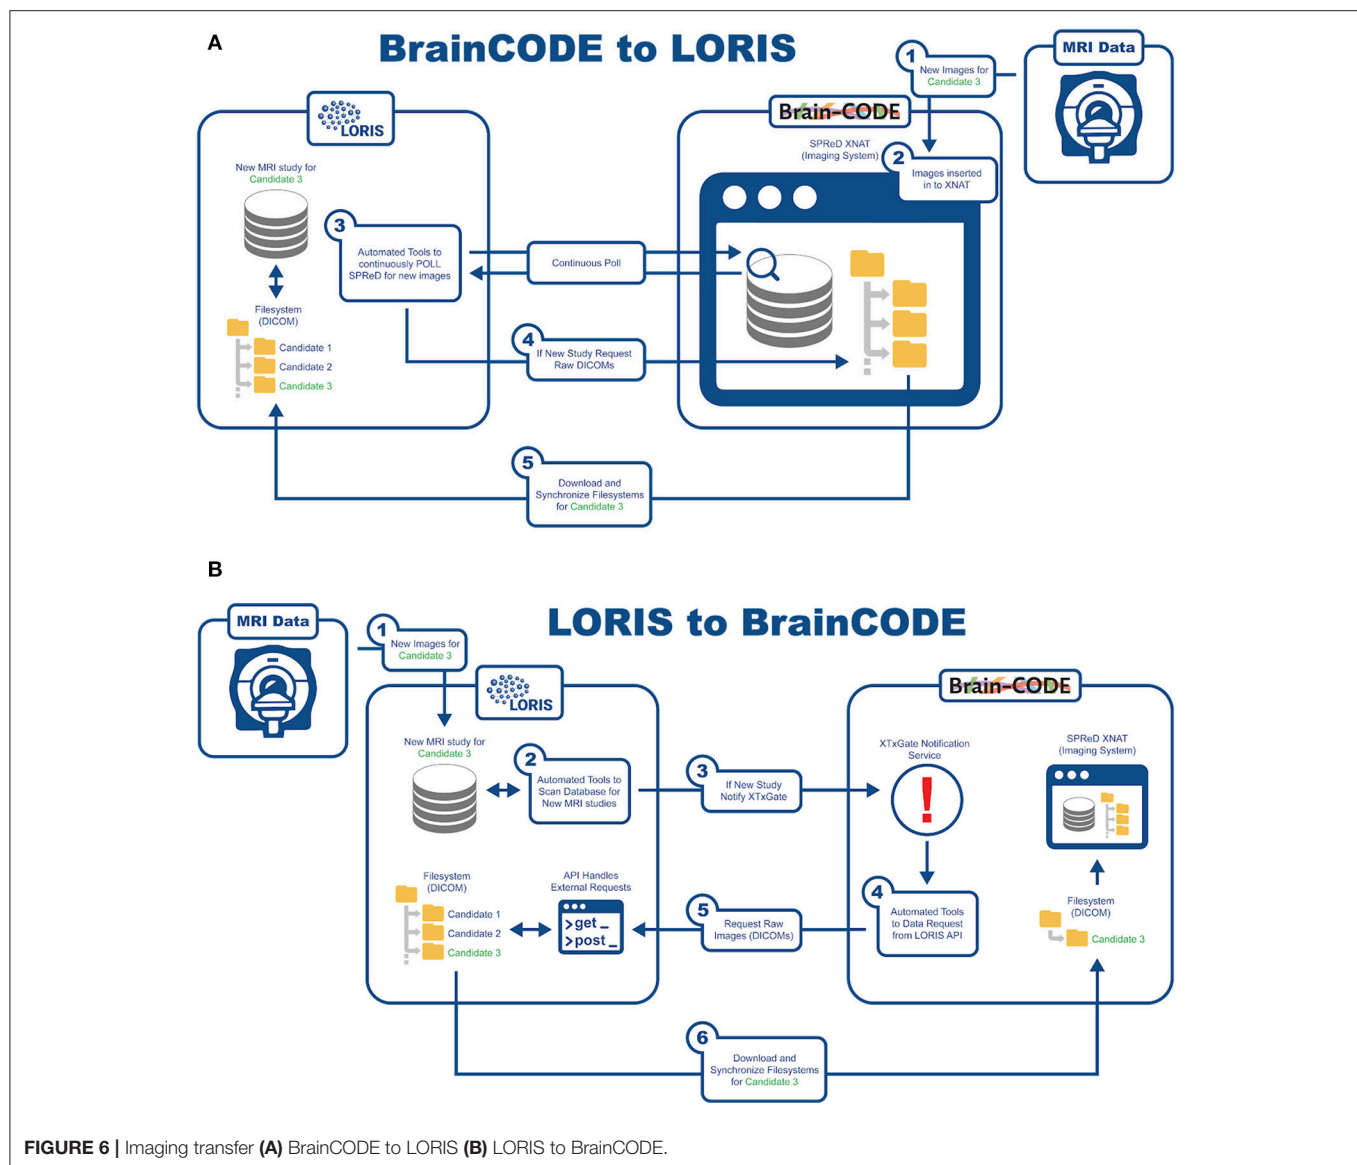 A
BrainCODE to LORIS
1
New Images for
Candidate 3
MRI Data
LORIS
Brain-CODE
SPReD XNAT
(Imaging System)
2
Images inserted
in to XNAT
New MRI study for
Candidate 3
3
Automated Tools to
continuously POLL
SPReD for new images
Continuous Poll
Filesystem
(DICOM)
Candidate 1
Candidate 2
Candidate 3
4
If New Study Request
Raw DICOMs
5
Download and
Synchronize Filesystems
for Candidate 3
B
LORIS to BrainCODE
MRI Data
1
New Images for
Candidate 3
LORIS
Brain-CODE
New MRI study for
Candidate 3
2
Automated Tools to
Scan Database for
New MRI studies
3
If New Study
Notify XTxGate
XTxGate Notification
Service
!
SPReD XNAT
(Imaging System)
Filesystem
(DICOM)
Candidate 1
Candidate 2
Candidate 3
API Handles
External Requests
>get_
>post_
5
Request Raw
Images (DICOMs)
4
Automated Tools
to Data Request
from LORIS API
Filesystem
(DICOM)
Candidate 3
6
Download and
Synchronize Filesystems
for Candidate 3
FIGURE 6 | Imaging transfer (A) BrainCODE to LORIS (B) LORIS to BrainCODE.